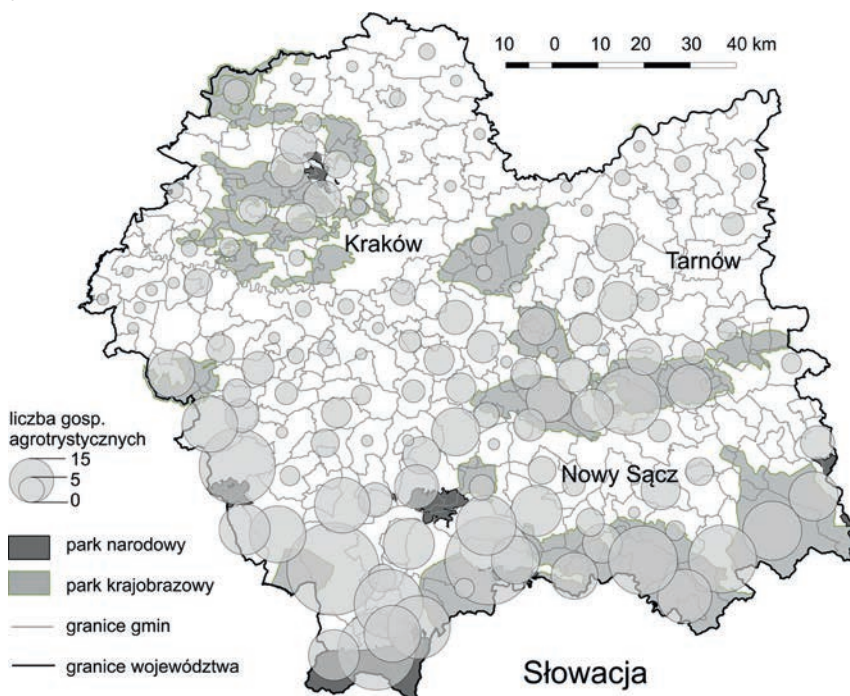 10 0 10 20 30 40 km
Kraków
Tarnów
liczba gosp.
agrotrystycznych
15
5
0
Nowy Sącz
park narodowy
park krajobrazowy
granice gmin
granice województwa
Słowacja